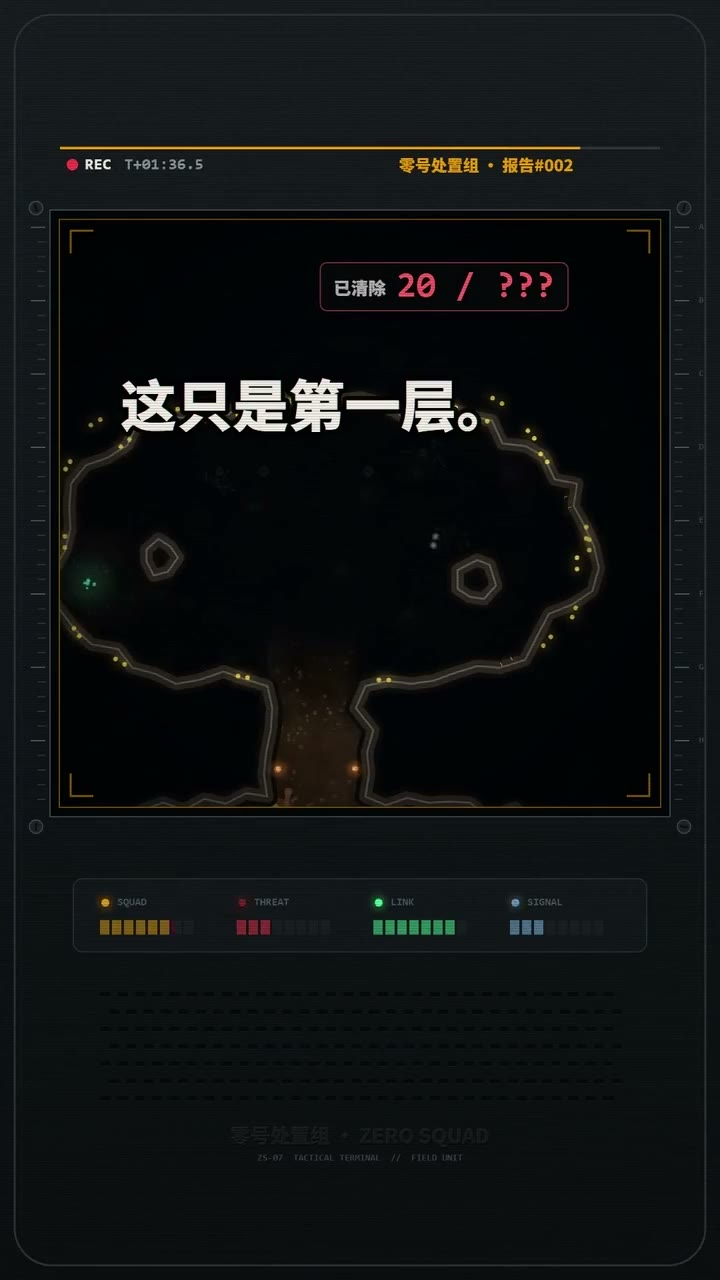 REC T+01:36.5 零号处置组 • 报告#002
已清除 20 / ???
这只是第一层。
SQUAD THREAT LINK SIGNAL
零号处置组 • ZERO SQUAD
ZS-07 TACTICAL TERMINAL // FIELD UNIT